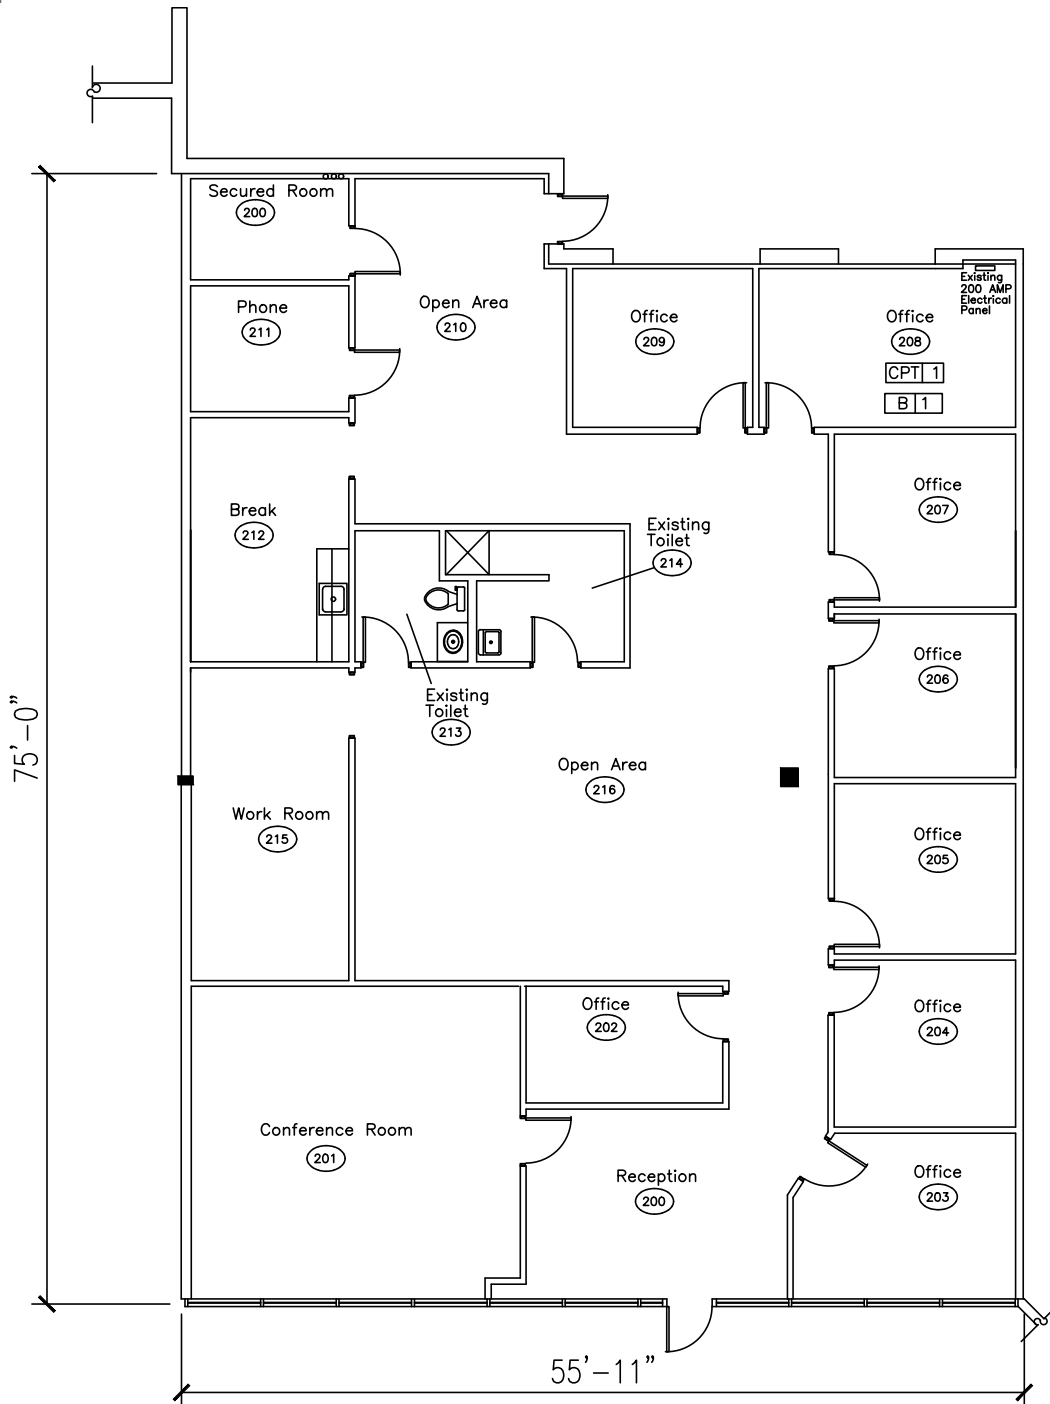 Secured Room
200
Phone
211
Open Area
210
Office
209
Office
208
CPT 1
B 1
Existing
200 AMP
Electrical
Panel
Office
207
Break
212
Existing
Toilet
214
Office
206
Existing
Toilet
213
75'-0"
Open Area
216
Work Room
215
Office
205
Office
202
Office
204
Conference Room
201
Reception
200
Office
203
55'-11"